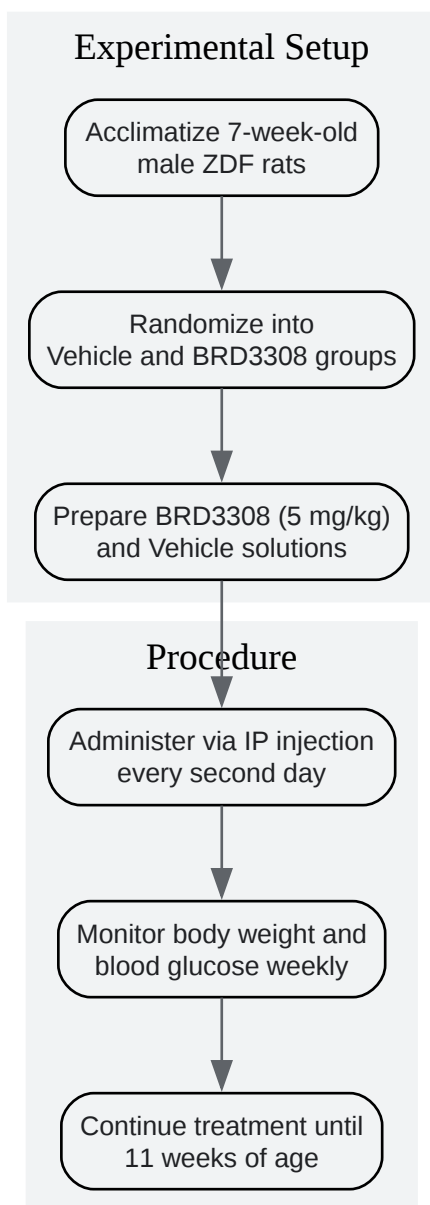 Experimental Setup
Acclimatize 7-week-old
male ZDF rats
Randomize into
Vehicle and BRD3308 groups
Prepare BRD3308 (5 mg/kg)
and Vehicle solutions
Procedure
Administer via IP injection
every second day
Monitor body weight and
blood glucose weekly
Continue treatment until
11 weeks of age